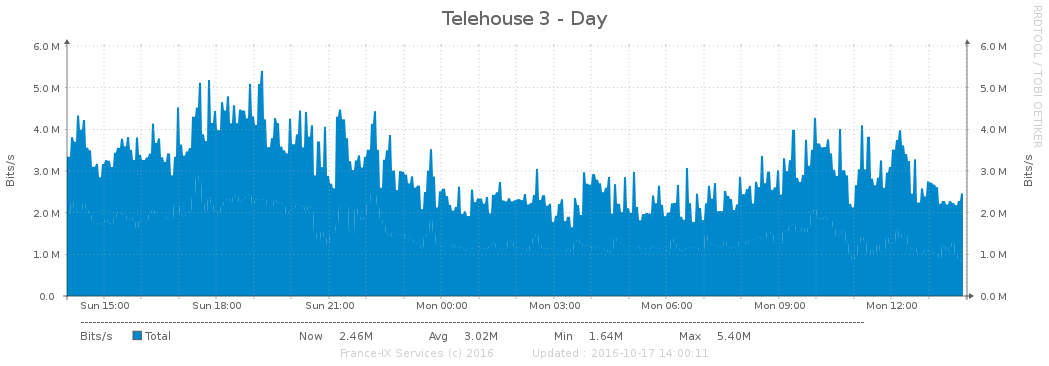 Telehouse 3 - Day
RRDTOOL / TOBI OETIKER
Bits/s
6.0 M 6.0 M
5.0 M 5.0 M
4.0 M 4.0 M
3.0 M 3.0 M
2.0 M 2.0 M
1.0 M 1.0 M
0.0 0.0 M
Bits/s
Sun 15:00 Sun 18:00 Sun 21:00 Mon 00:00 Mon 03:00 Mon 06:00 Mon 09:00 Mon 12:00
Bits/s Total Now 2.46M Avg 3.02M Min 1.64M Max 5.40M
France-IX Services (c) 2016 Updated : 2016-10-17 14:00:11